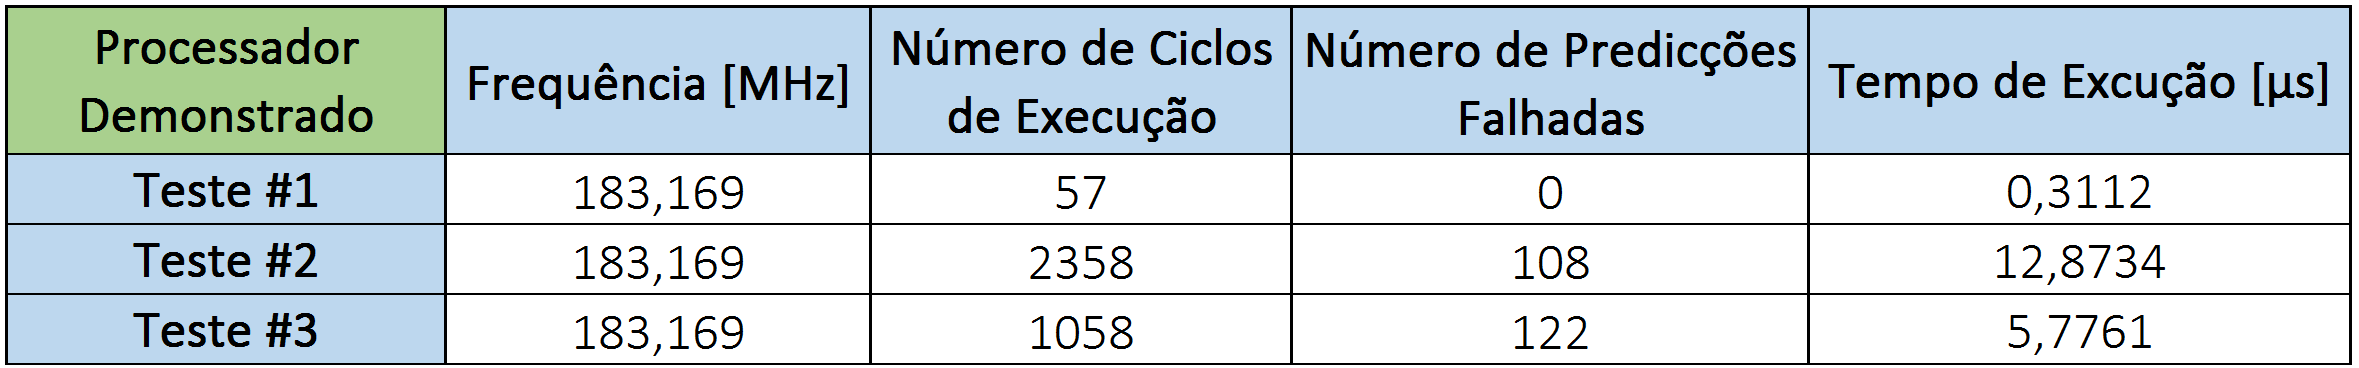 Processador Demonstrado Frequência [MHz] Número de Ciclos de Execução Número de Predicções Falhadas Tempo de Excução [µs]
Teste #1 183,169 57 0 0,3112
Teste #2 183,169 2358 108 12,8734
Teste #3 183,169 1058 122 5,7761